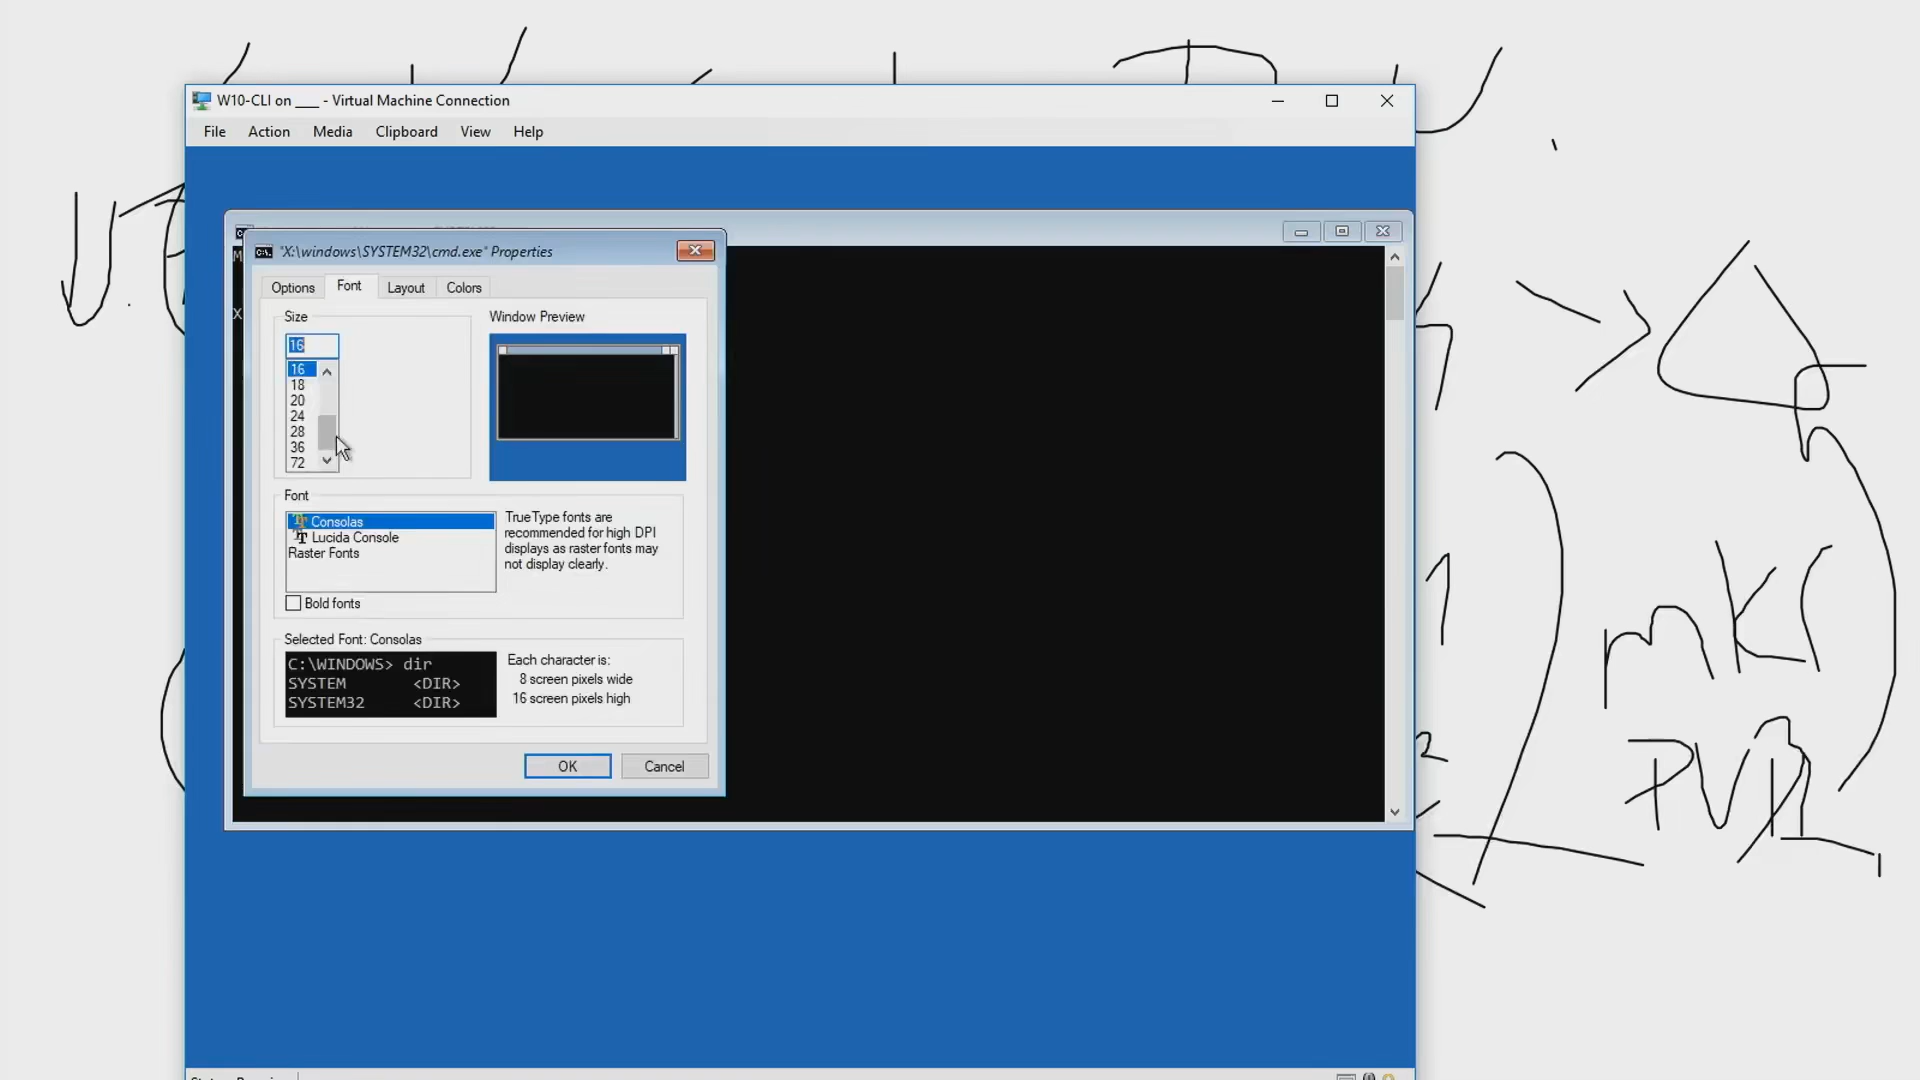 W10-CLI on ___ - Virtual Machine Connection
File Action Media Clipboard View Help
"X:\windows\SYSTEM32\cmd.exe" Properties
Options Font Layout Colors
Size
16
16
18
20
24
28
36
72
Window Preview
Font
Consolas
Lucida Console
Raster Fonts
TrueType fonts are
recommended for high DPI
displays as raster fonts may
not display clearly.
Bold fonts
Selected Font: Consolas
C:\WINDOWS> dir
SYSTEM <DIR>
SYSTEM32 <DIR>
Each character is:
8 screen pixels wide
16 screen pixels high
OK Cancel
M
X